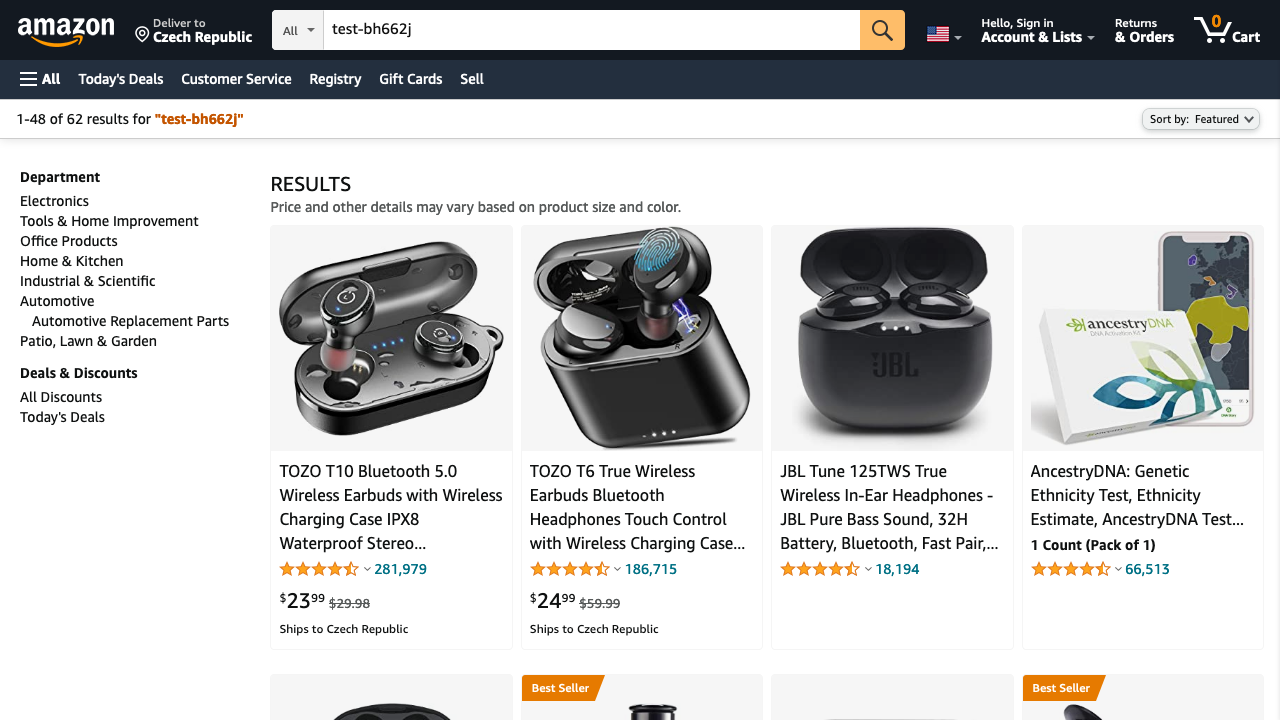 amazon
Deliver to
Czech Republic
All
test-bh662j
Hello, Sign in
Account & Lists
Returns
& Orders
0
Cart
All
Today's Deals
Customer Service
Registry
Gift Cards
Sell
1-48 of 62 results for "test-bh662j"
Sort by: Featured
Department
Electronics
Tools & Home Improvement
Office Products
Home & Kitchen
Industrial & Scientific
Automotive
Automotive Replacement Parts
Patio, Lawn & Garden
Deals & Discounts
All Discounts
Today's Deals
RESULTS
Price and other details may vary based on product size and color.
JBL
ancestryDNA
DNA Activation Kit
TOZO T10 Bluetooth 5.0
Wireless Earbuds with Wireless
Charging Case IPX8
Waterproof Stereo...
281,979
$2399 $29.98
Ships to Czech Republic
TOZO T6 True Wireless
Earbuds Bluetooth
Headphones Touch Control
with Wireless Charging Case...
186,715
$2499 $59.99
Ships to Czech Republic
JBL Tune 125TWS True
Wireless In-Ear Headphones -
JBL Pure Bass Sound, 32H
Battery, Bluetooth, Fast Pair,...
18,194
AncestryDNA: Genetic
Ethnicity Test, Ethnicity
Estimate, AncestryDNA Test...
1 Count (Pack of 1)
66,513
Best Seller
Best Seller